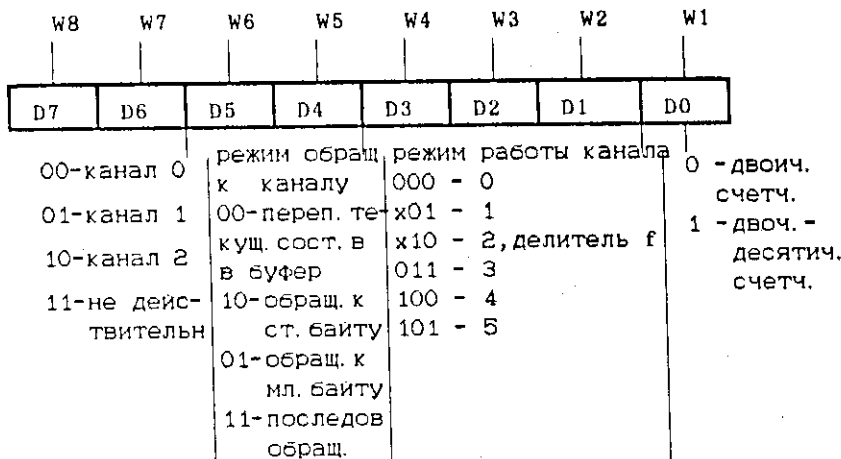 W8 W7 W6 W5 W4 W3 W2 W1
D7 D6 D5 D4 D3 D2 D1 D0
00-канал 0
01-канал 1
10-канал 2
11-не дейс-
твительн
режим обращ
к каналу
00-переп. те-
кущ. сост. в
в буфер
10-обращ. к
ст. байту
01-обращ. к
мл. байту
11-последов
обращ.
режим работы канала
000 - 0
x01 - 1
x10 - 2, делитель f
011 - 3
100 - 4
101 - 5
0 -двоич.
счетч.
1 -двоч.-
десятич.
счетч.